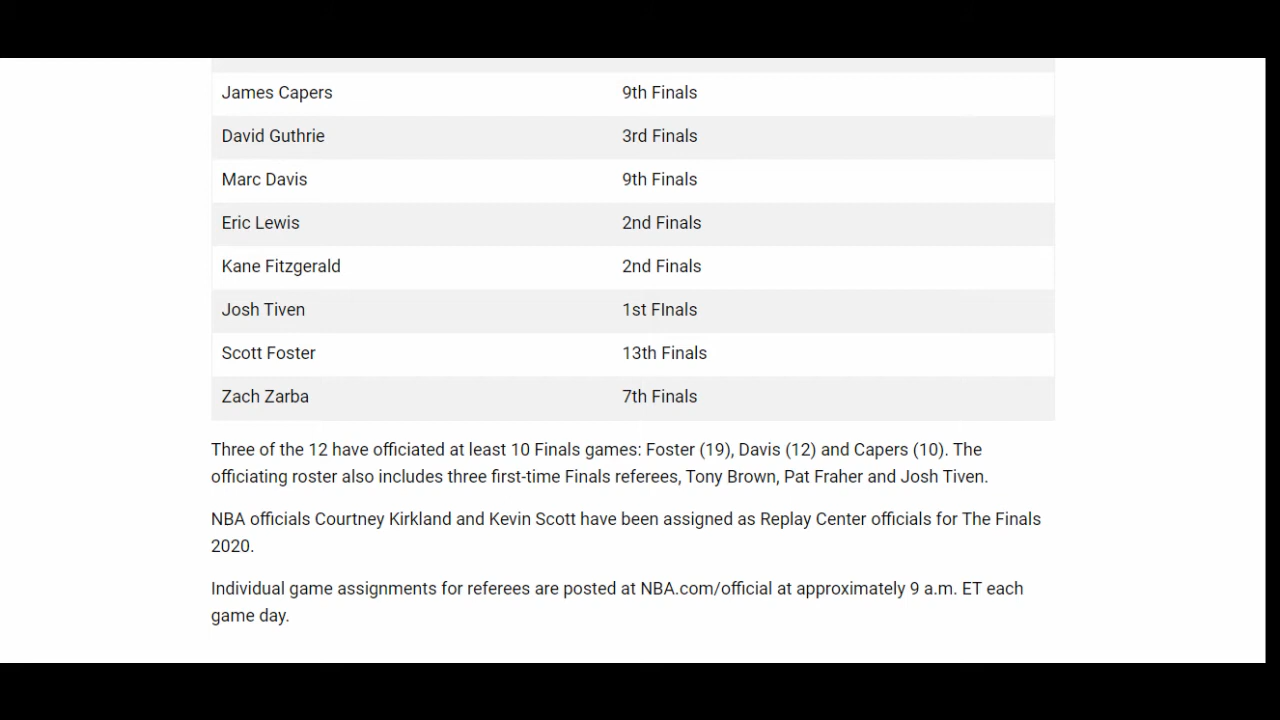 James Capers 9th Finals
David Guthrie 3rd Finals
Marc Davis 9th Finals
Eric Lewis 2nd Finals
Kane Fitzgerald 2nd Finals
Josh Tiven 1st FInals
Scott Foster 13th Finals
Zach Zarba 7th Finals
Three of the 12 have officiated at least 10 Finals games: Foster (19), Davis (12) and Capers (10). The
officiating roster also includes three first-time Finals referees, Tony Brown, Pat Fraher and Josh Tiven.
NBA officials Courtney Kirkland and Kevin Scott have been assigned as Replay Center officials for The Finals
2020.
Individual game assignments for referees are posted at NBA.com/official at approximately 9 a.m. ET each
game day.